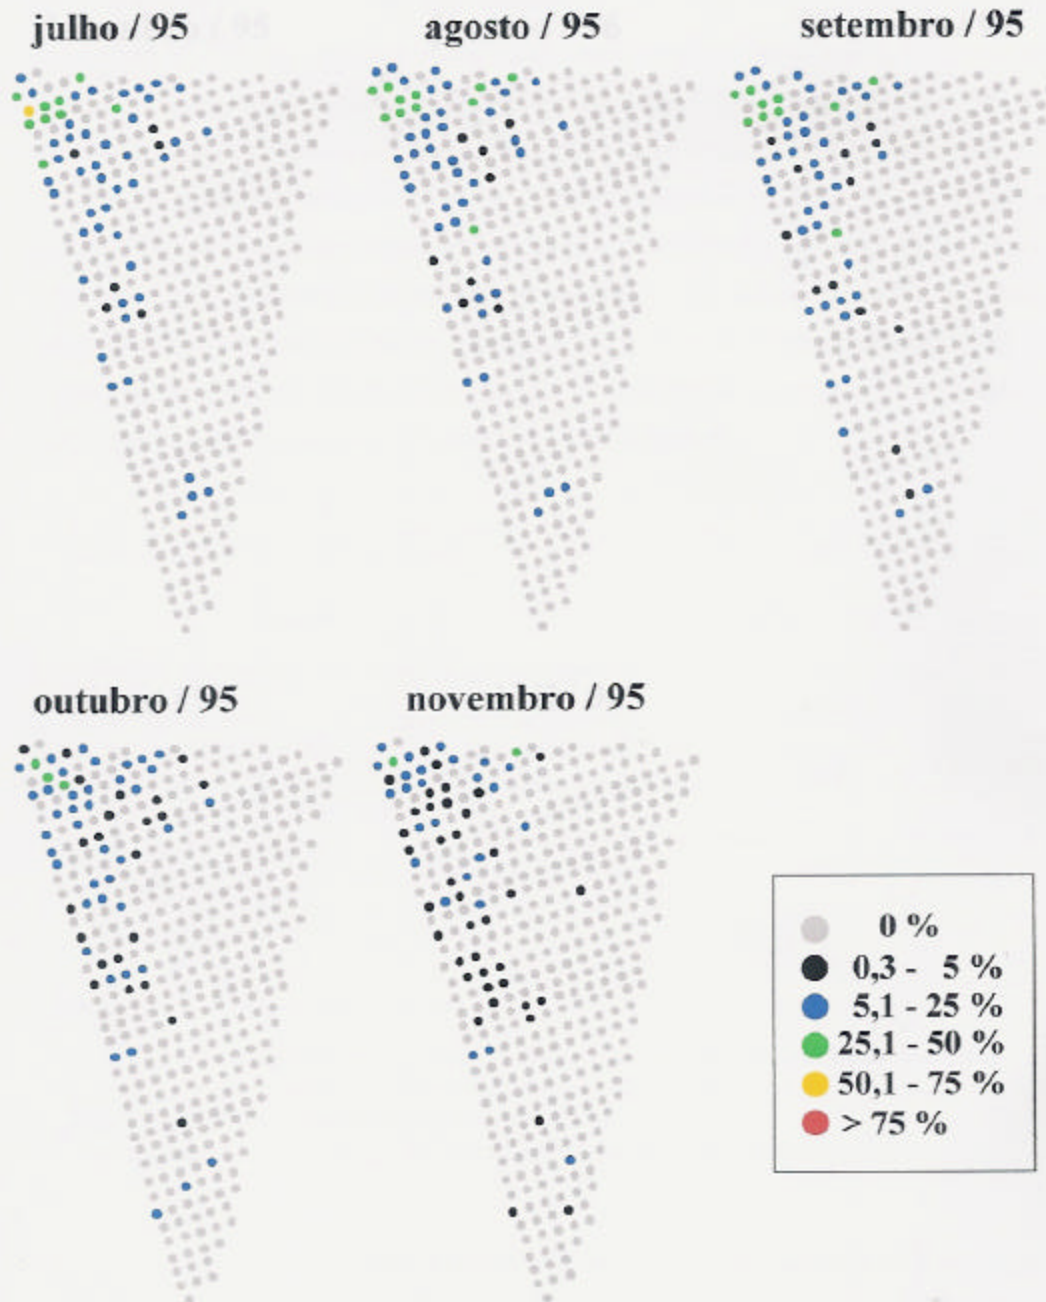 julho / 95
agosto / 95
setembro / 95
outubro / 95
novembro / 95
0 %
0,3 - 5 %
5,1 - 25 %
25,1 - 50 %
50,1 - 75 %
> 75 %